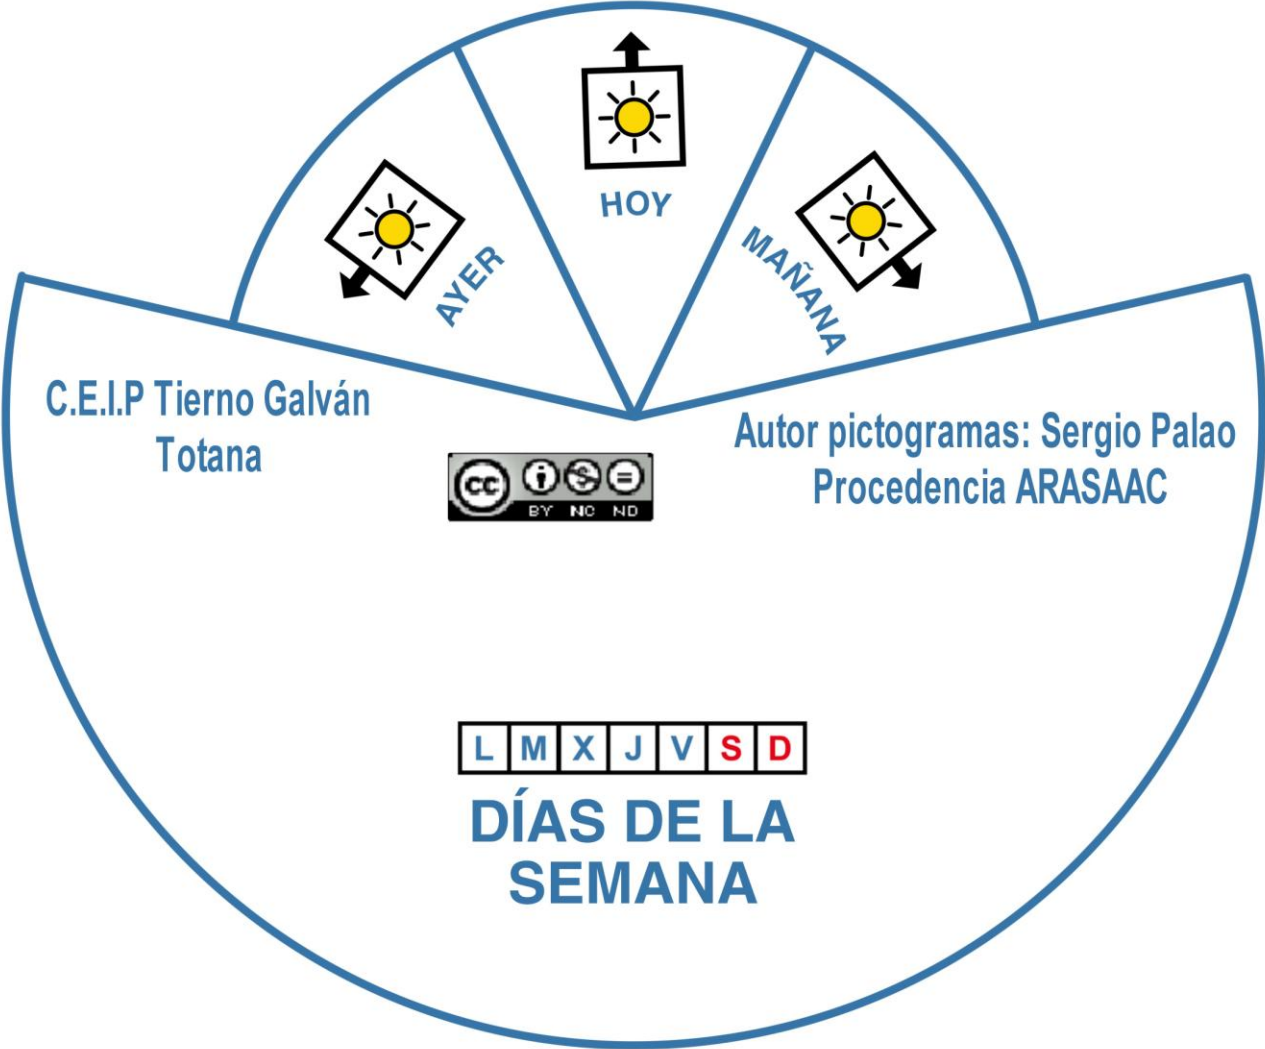 HOY
AYER
MAÑANA
C.E.I.P Tierno Galván
Totana
Autor pictogramas: Sergio Palao
Procedencia ARASAAC
cc
BY NC ND
L M X J V S D
DÍAS DE LA
SEMANA